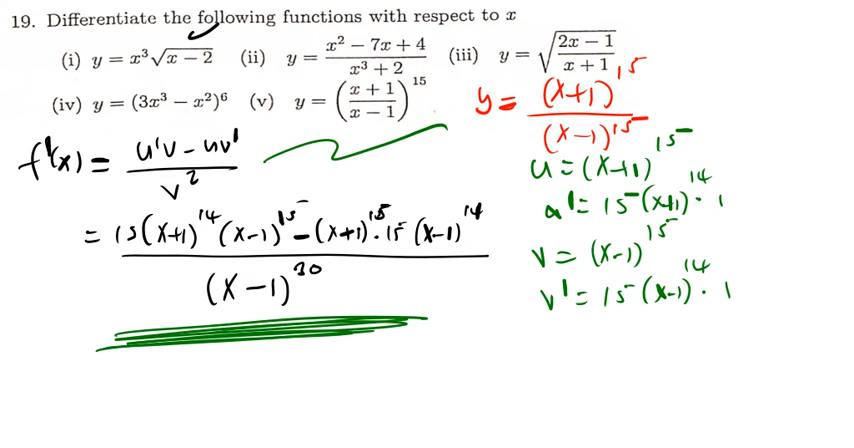 19. Differentiate the following functions with respect to x
(i) y = x³√(x − 2) (ii) y = (x² − 7x + 4)/(x³ + 2) (iii) y = √((2x − 1)/(x + 1))
(iv) y = (3x³ − x²)⁶ (v) y = ((x + 1)/(x − 1))¹⁵
y = (x+1)¹⁵/(x−1)¹⁵
f'(x) = (u'v − uv')/v²
= (15(x+1)¹⁴(x−1)¹⁵ − (x+1)¹⁵·15(x−1)¹⁴)/(x−1)³⁰
u = (x+1)¹⁵
u' = 15(x+1)¹⁴·1
v = (x−1)¹⁵
v' = 15(x−1)¹⁴·1